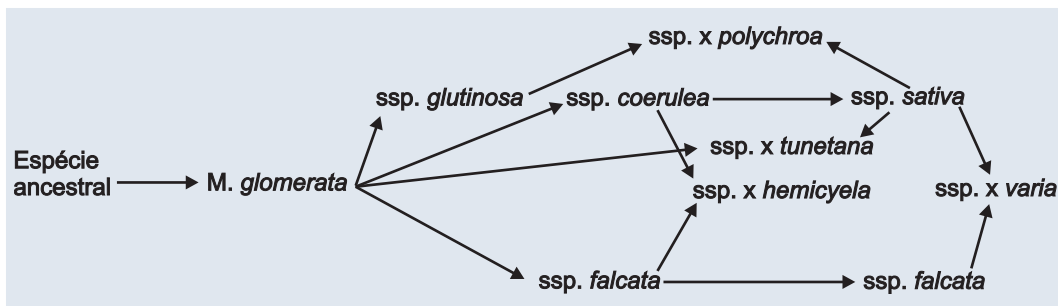 ssp. x polychroa
ssp. glutinosa
ssp. coerulea
ssp. sativa
ssp. x tunetana
Espécie
ancestral
M. glomerata
ssp. x hemicyela
ssp. x varia
ssp. falcata
ssp. falcata